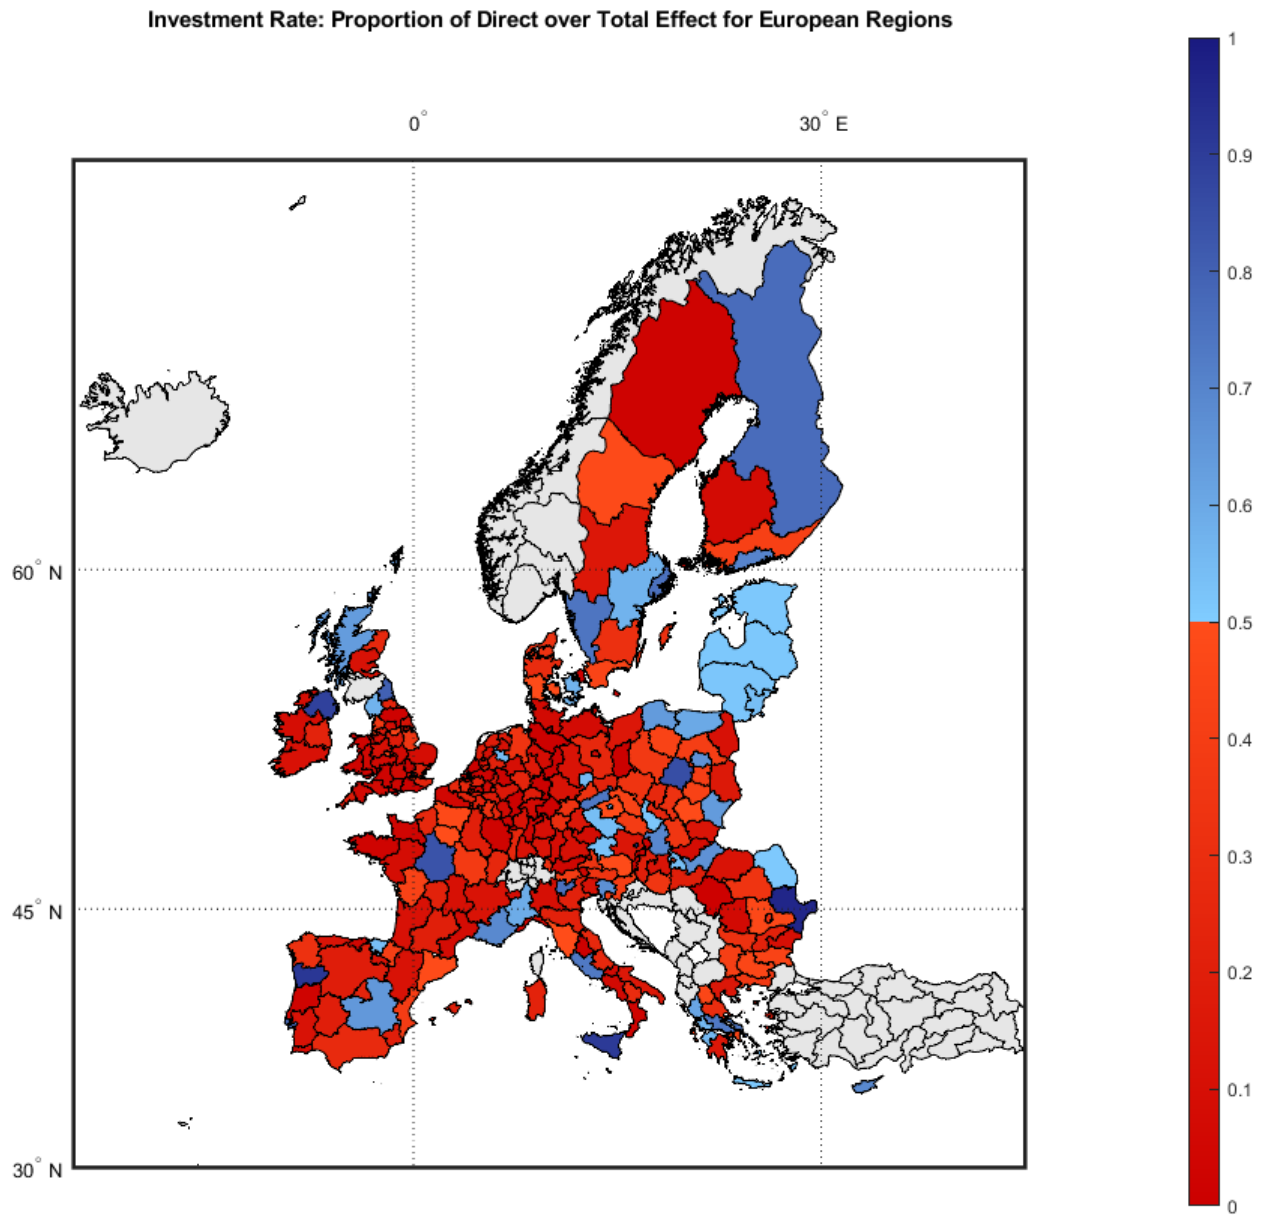 Investment Rate: Proportion of Direct over Total Effect for European Regions
0° 30° E
60° N
45° N
30° N
1
0.9
0.8
0.7
0.6
0.5
0.4
0.3
0.2
0.1
0